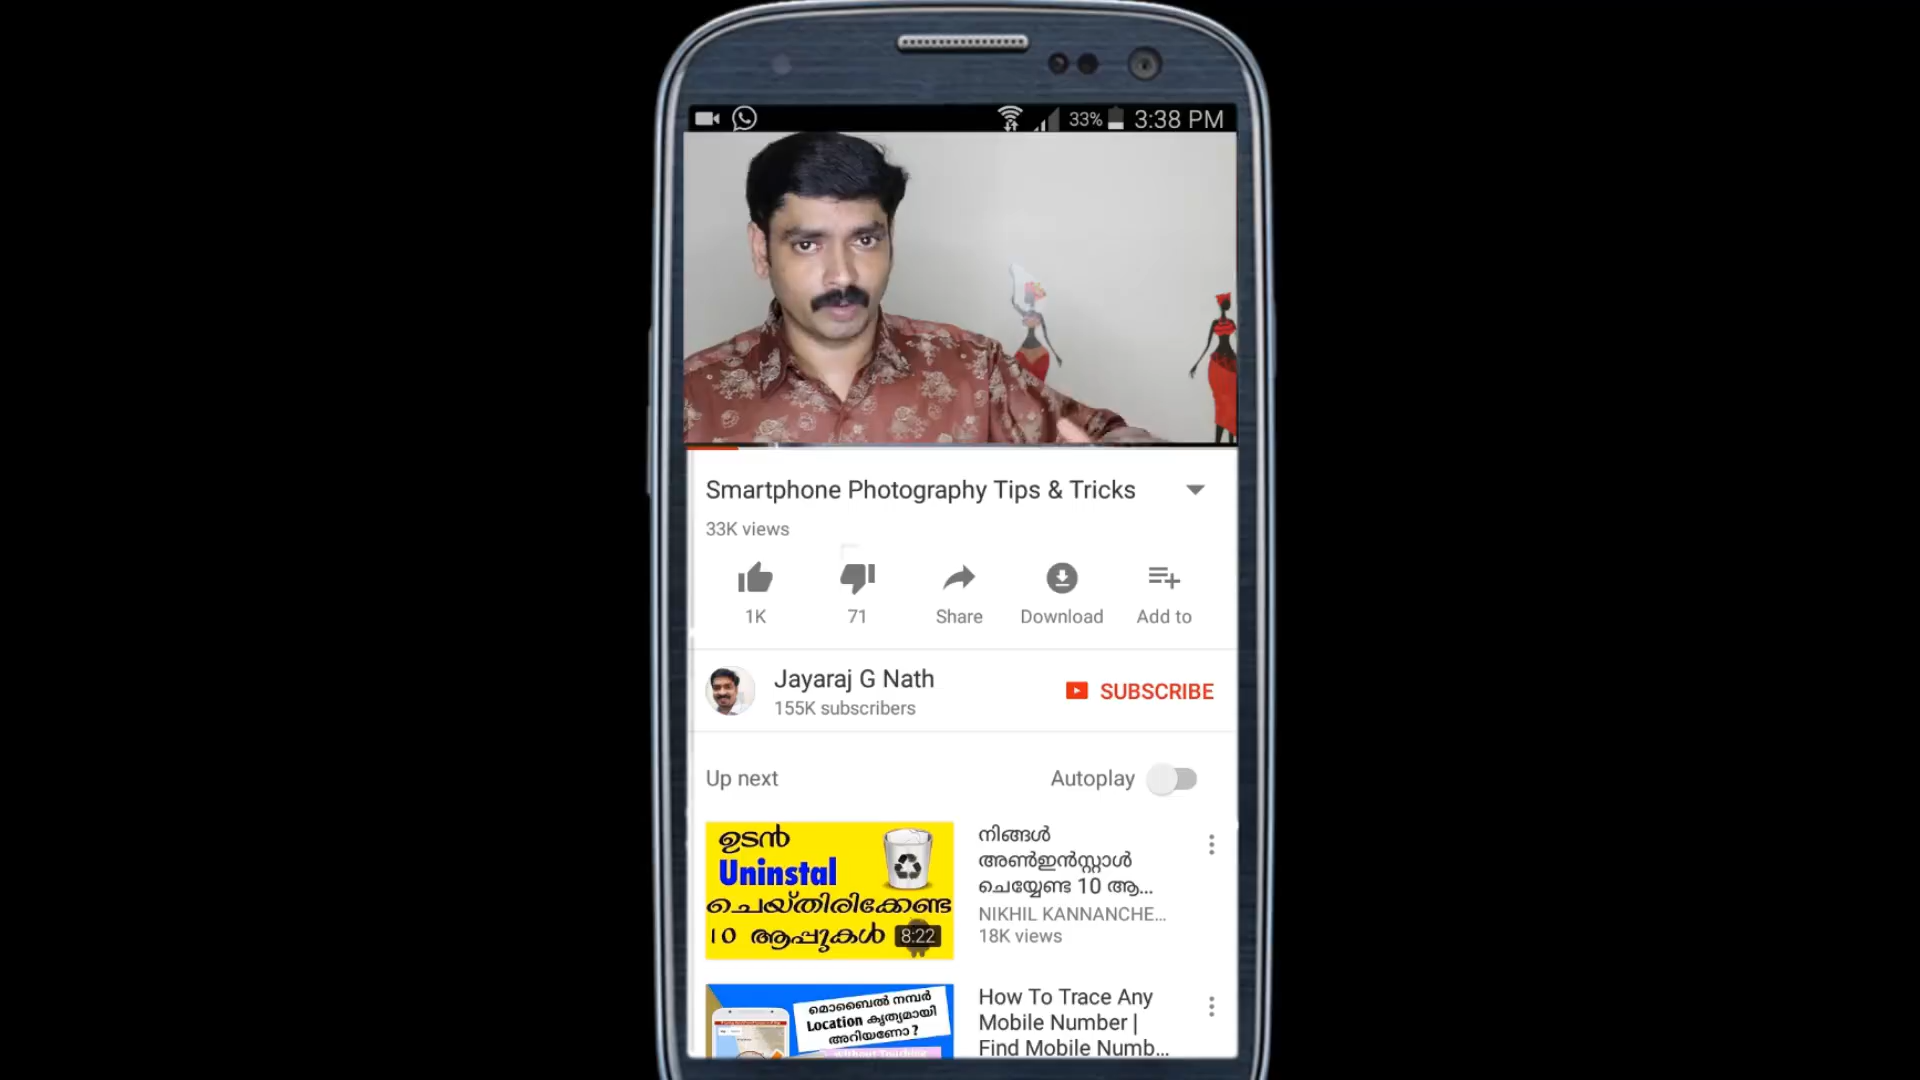 33% 3:38 PM
Smartphone Photography Tips & Tricks
33K views
1K 71 Share Download Add to
Jayaraj G Nath
155K subscribers
SUBSCRIBE
Up next Autoplay
ഉടൻ
Uninstal
ചെയ്തിരിക്കേണ്ട
10 ആപ്പുകൾ 8:22
നിങ്ങൾ
അൺഇൻസ്റ്റാൾ
ചെയ്യേണ്ട 10 ആ...
NIKHIL KANNANCHE...
18K views
മൊബൈൽ നമ്പർ
Location കൃത്യമായി
അറിയണോ ?
Without Touching
How To Trace Any
Mobile Number |
Find Mobile Numb...